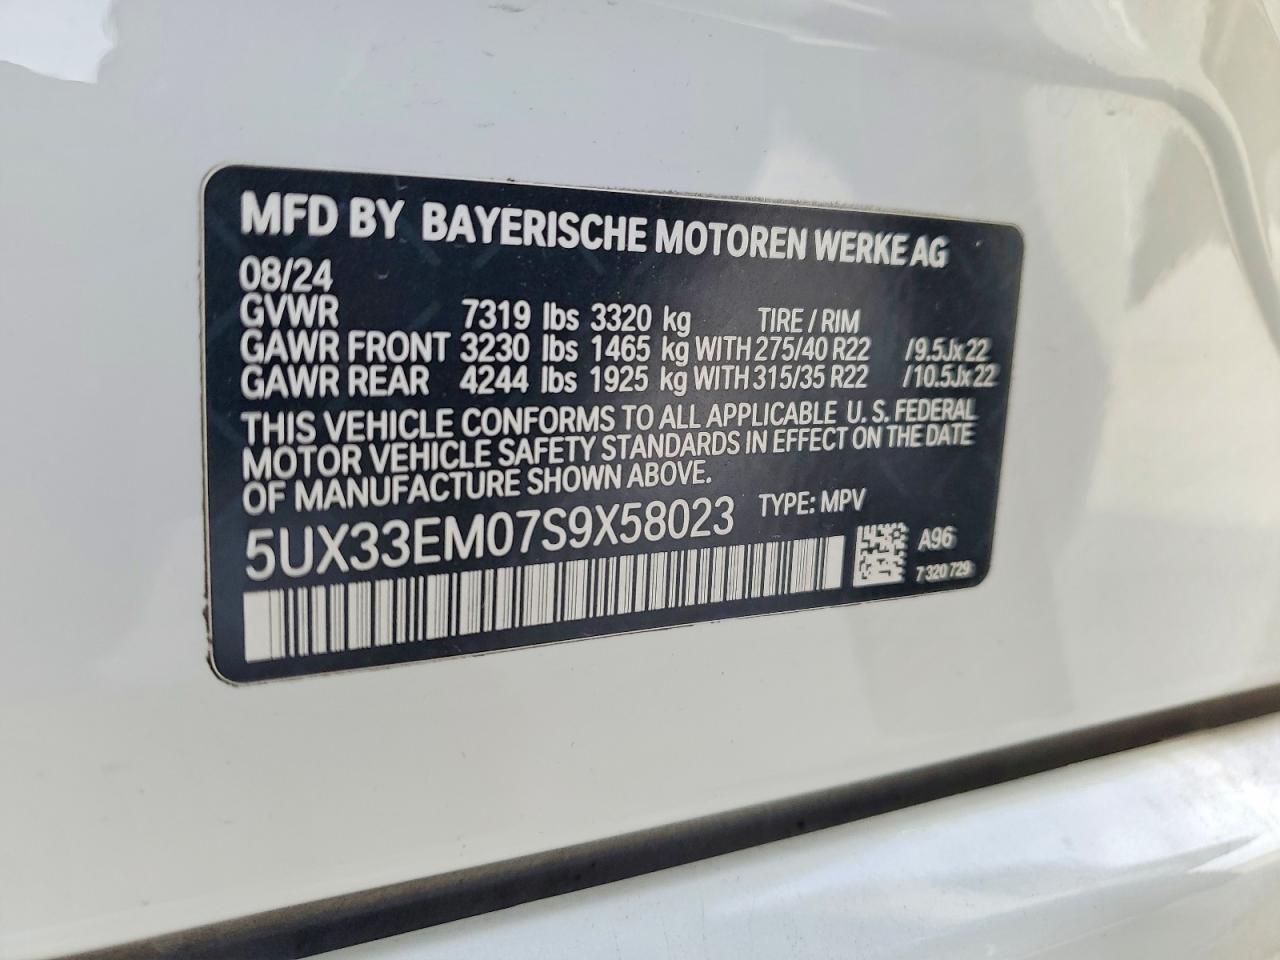 MFD BY BAYERISCHE MOTOREN WERKE AG
08/24
GVWR 7319 lbs 3320 kg TIRE / RIM
GAWR FRONT 3230 lbs 1465 kg WITH 275/40 R22 /9.5Jx22
GAWR REAR 4244 lbs 1925 kg WITH 315/35 R22 /10.5Jx22
THIS VEHICLE CONFORMS TO ALL APPLICABLE U. S. FEDERAL
MOTOR VEHICLE SAFETY STANDARDS IN EFFECT ON THE DATE
OF MANUFACTURE SHOWN ABOVE.
5UX33EM07S9X58023 TYPE: MPV
A96
7 320 729